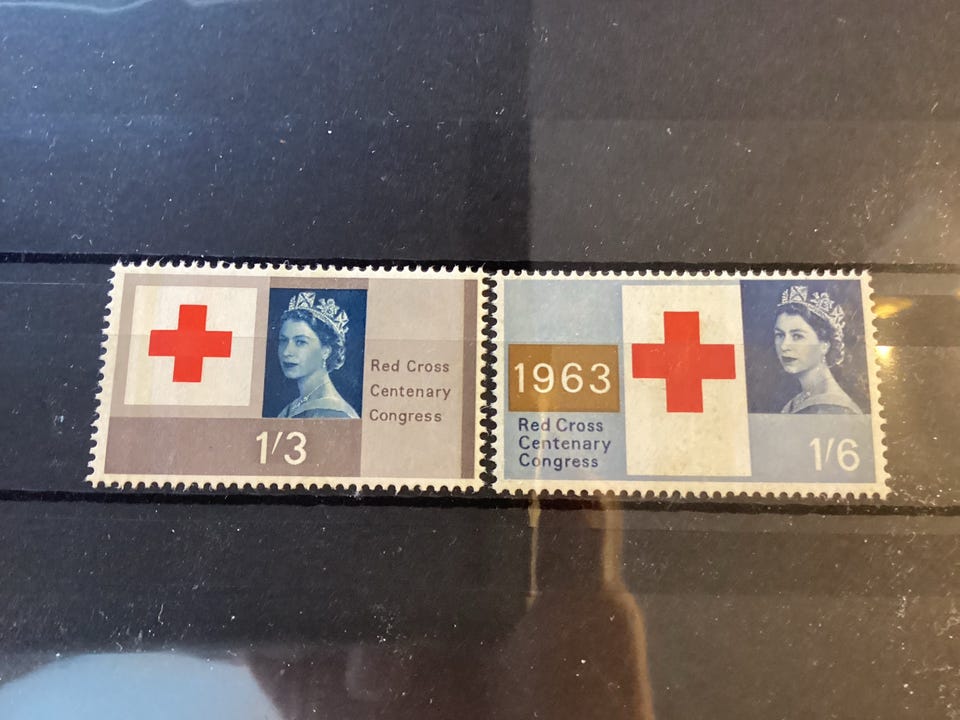 Red Cross
Centenary
Congress
1/3
1963
Red Cross
Centenary
Congress
1/6